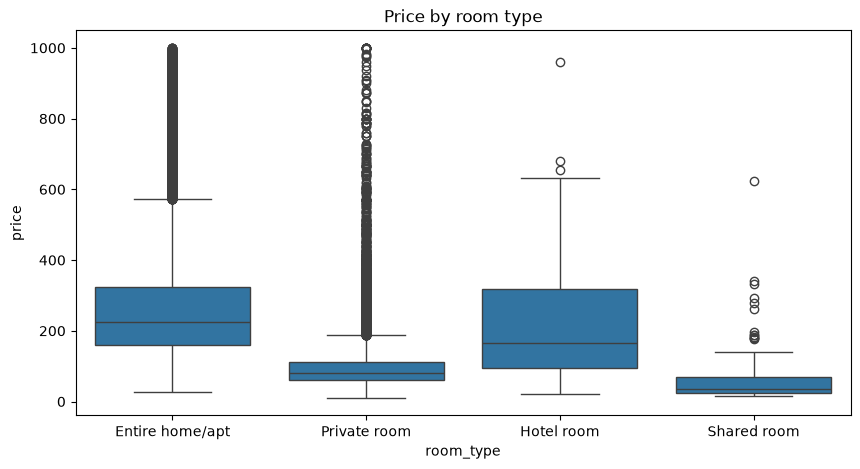 Price by room type
1000
800
600
400
200
0
price
Entire home/apt Private room Hotel room Shared room
room_type